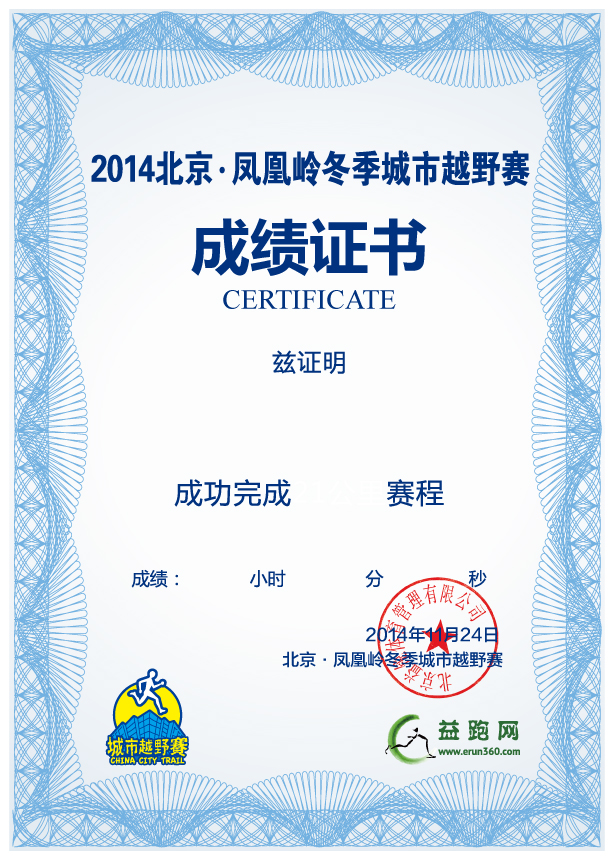 2014北京·凤凰岭冬季城市越野赛
成绩证书
CERTIFICATE
兹证明
成功完成 赛程
成绩： 小时 分 秒
2014年11月24日
北京·凤凰岭冬季城市越野赛
体育管理有限公司
北京益
城市越野赛
CHINA CITY TRAIL
益跑网
www.erun360.com